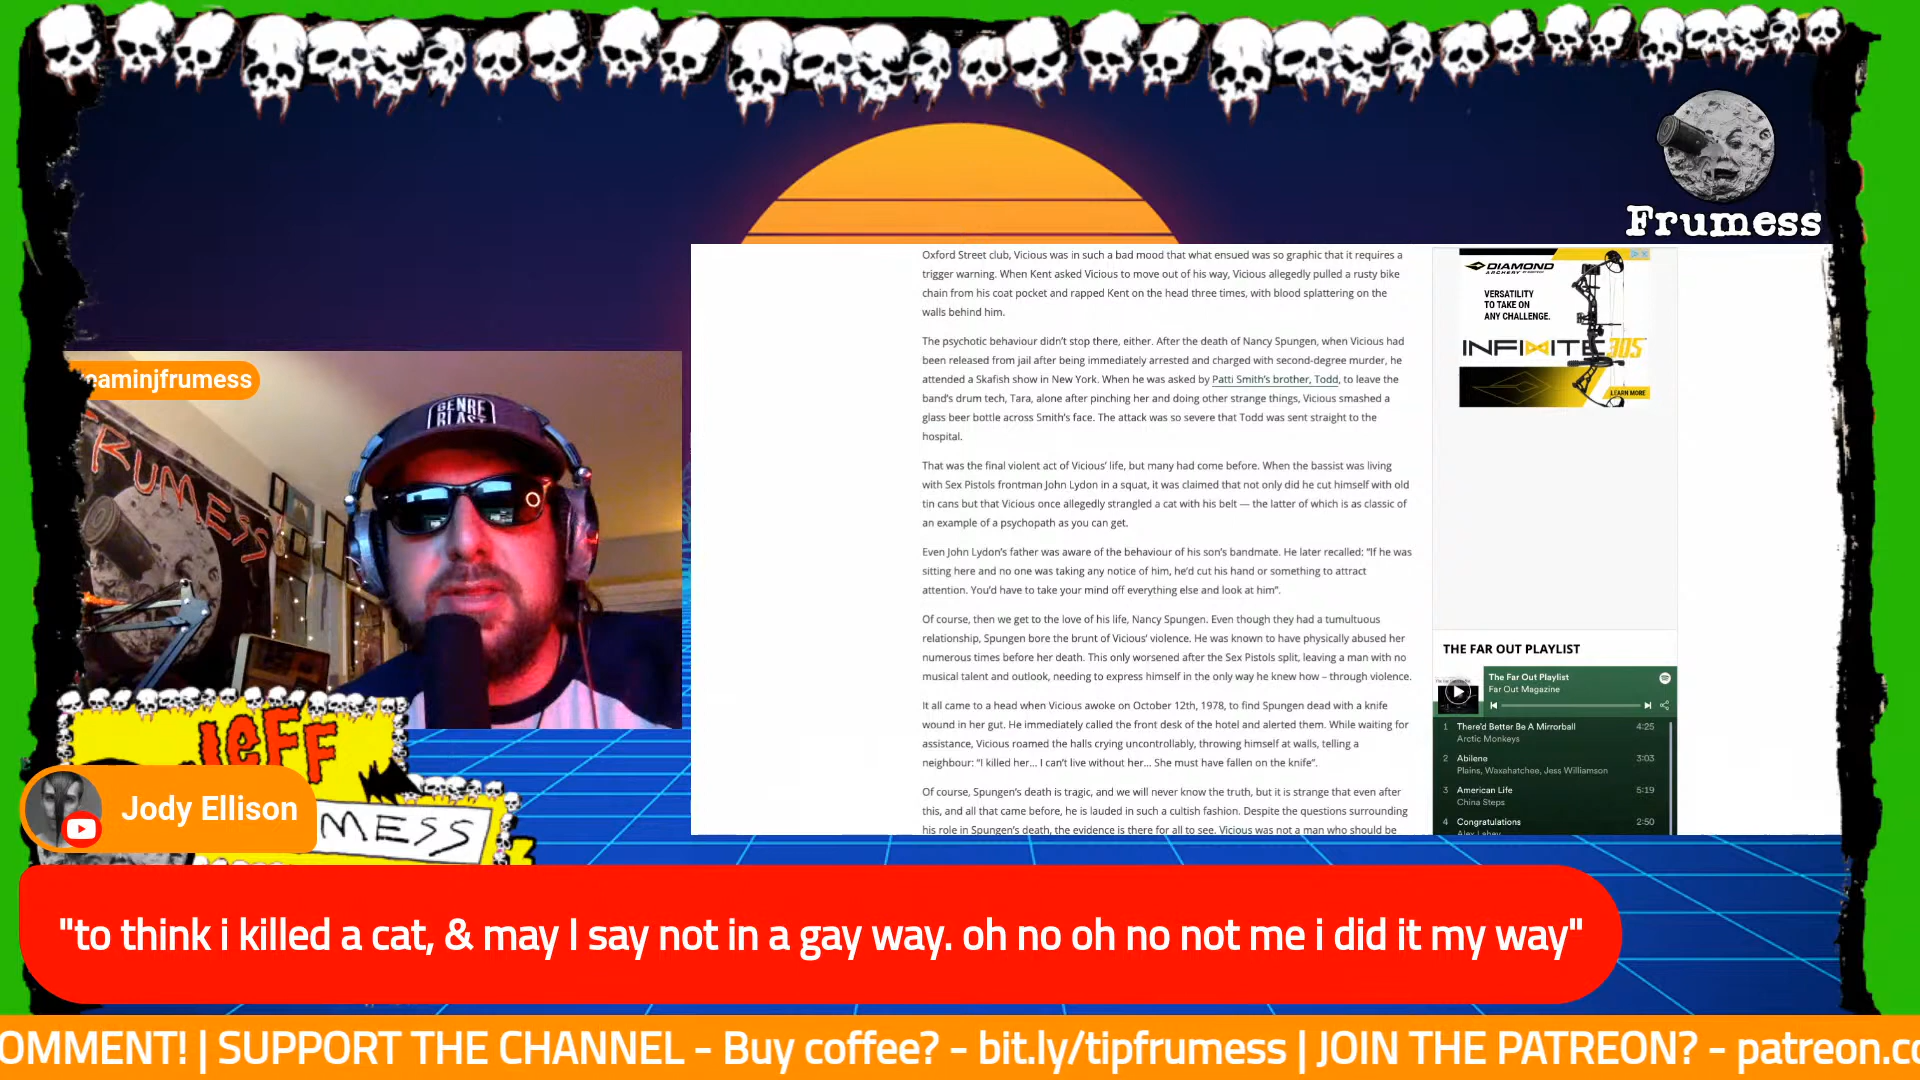 Frumess
Oxford Street club, Vicious was in such a bad mood that what ensued was so graphic that it requires a
trigger warning. When Kent asked Vicious to move out of his way, Vicious allegedly pulled a rusty bike
chain from his coat pocket and rapped Kent on the head three times, with blood splattering on the
walls behind him.
The psychotic behaviour didn't stop there, either. After the death of Nancy Spungen, when Vicious had
been released from jail after being immediately arrested and charged with second-degree murder, he
attended a Skafish show in New York. When he was asked by Patti Smith's brother, Todd, to leave the
band's drum tech, Tara, alone after pinching her and doing other strange things, Vicious smashed a
glass beer bottle across Smith's face. The attack was so severe that Todd was sent straight to the
hospital.
That was the final violent act of Vicious' life, but many had come before. When the bassist was living
with Sex Pistols frontman John Lydon in a squat, it was claimed that not only did he cut himself with old
tin cans but that Vicious once allegedly strangled a cat with his belt — the latter of which is as classic of
an example of a psychopath as you can get.
Even John Lydon's father was aware of the behaviour of his son's bandmate. He later recalled: "If he was
sitting here and no one was taking any notice of him, he'd cut his hand or something to attract
attention. You'd have to take your mind off everything else and look at him".
Of course, then we get to the love of his life, Nancy Spungen. Even though they had a tumultuous
relationship, Spungen bore the brunt of Vicious' violence. He was known to have physically abused her
numerous times before her death. This only worsened after the Sex Pistols split, leaving a man with no
musical talent and outlook, needing to express himself in the only way he knew how – through violence.
It all came to a head when Vicious awoke on October 12th, 1978, to find Spungen dead with a knife
wound in her gut. He immediately called the front desk of the hotel and alerted them. While waiting for
assistance, Vicious roamed the halls crying uncontrollably, throwing himself at walls, telling a
neighbour: "I killed her... I can't live without her... She must have fallen on the knife".
Of course, Spungen's death is tragic, and we will never know the truth, but it is strange that even after
this, and all that came before, he is lauded in such a cultish fashion. Despite the questions surrounding
his role in Spungen's death, the evidence is there for all to see. Vicious was not a man who should be
DIAMOND
VERSATILITY
TO TAKE ON
ANY CHALLENGE.
INFINITE 305
LEARN MORE
THE FAR OUT PLAYLIST
The Far Out Playlist
Far Out Magazine
1 There'd Better Be A Mirrorball 4:25
Arctic Monkeys
2 Abilene 3:03
Plains, Waxahatchee, Jess Williamson
3 American Life 5:19
China Steps
4 Congratulations 2:50
Alex Lahey
eaminjfrumess
GENRE
BLAST
FRUMESS
JEFF
MESS
Jody Ellison
"to think i killed a cat, & may I say not in a gay way. oh no oh no not me i did it my way"
OMMENT! | SUPPORT THE CHANNEL - Buy coffee? - bit.ly/tipfrumess | JOIN THE PATREON? - patreon.co